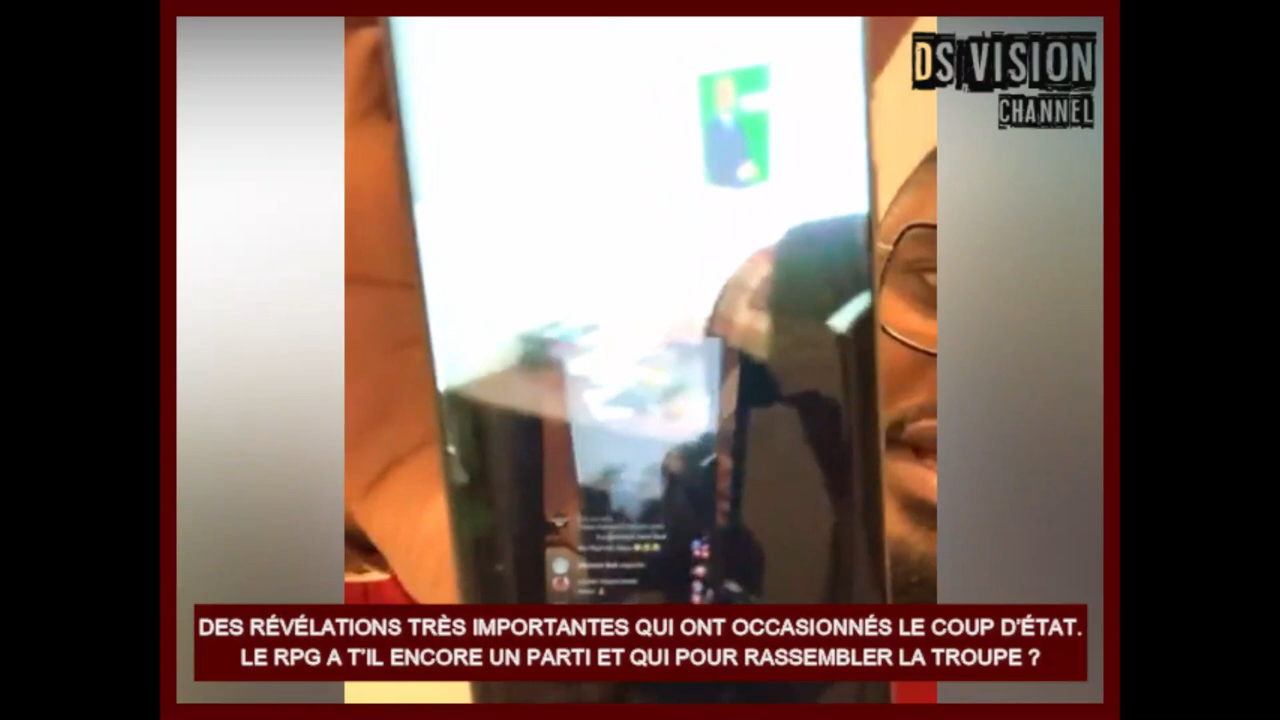 DS VISION
CHANNEL
DES RÉVÉLATIONS TRÈS IMPORTANTES QUI ONT OCCASIONNÉS LE COUP D'ÉTAT.
LE RPG A T'IL ENCORE UN PARTI ET QUI POUR RASSEMBLER LA TROUPE ?